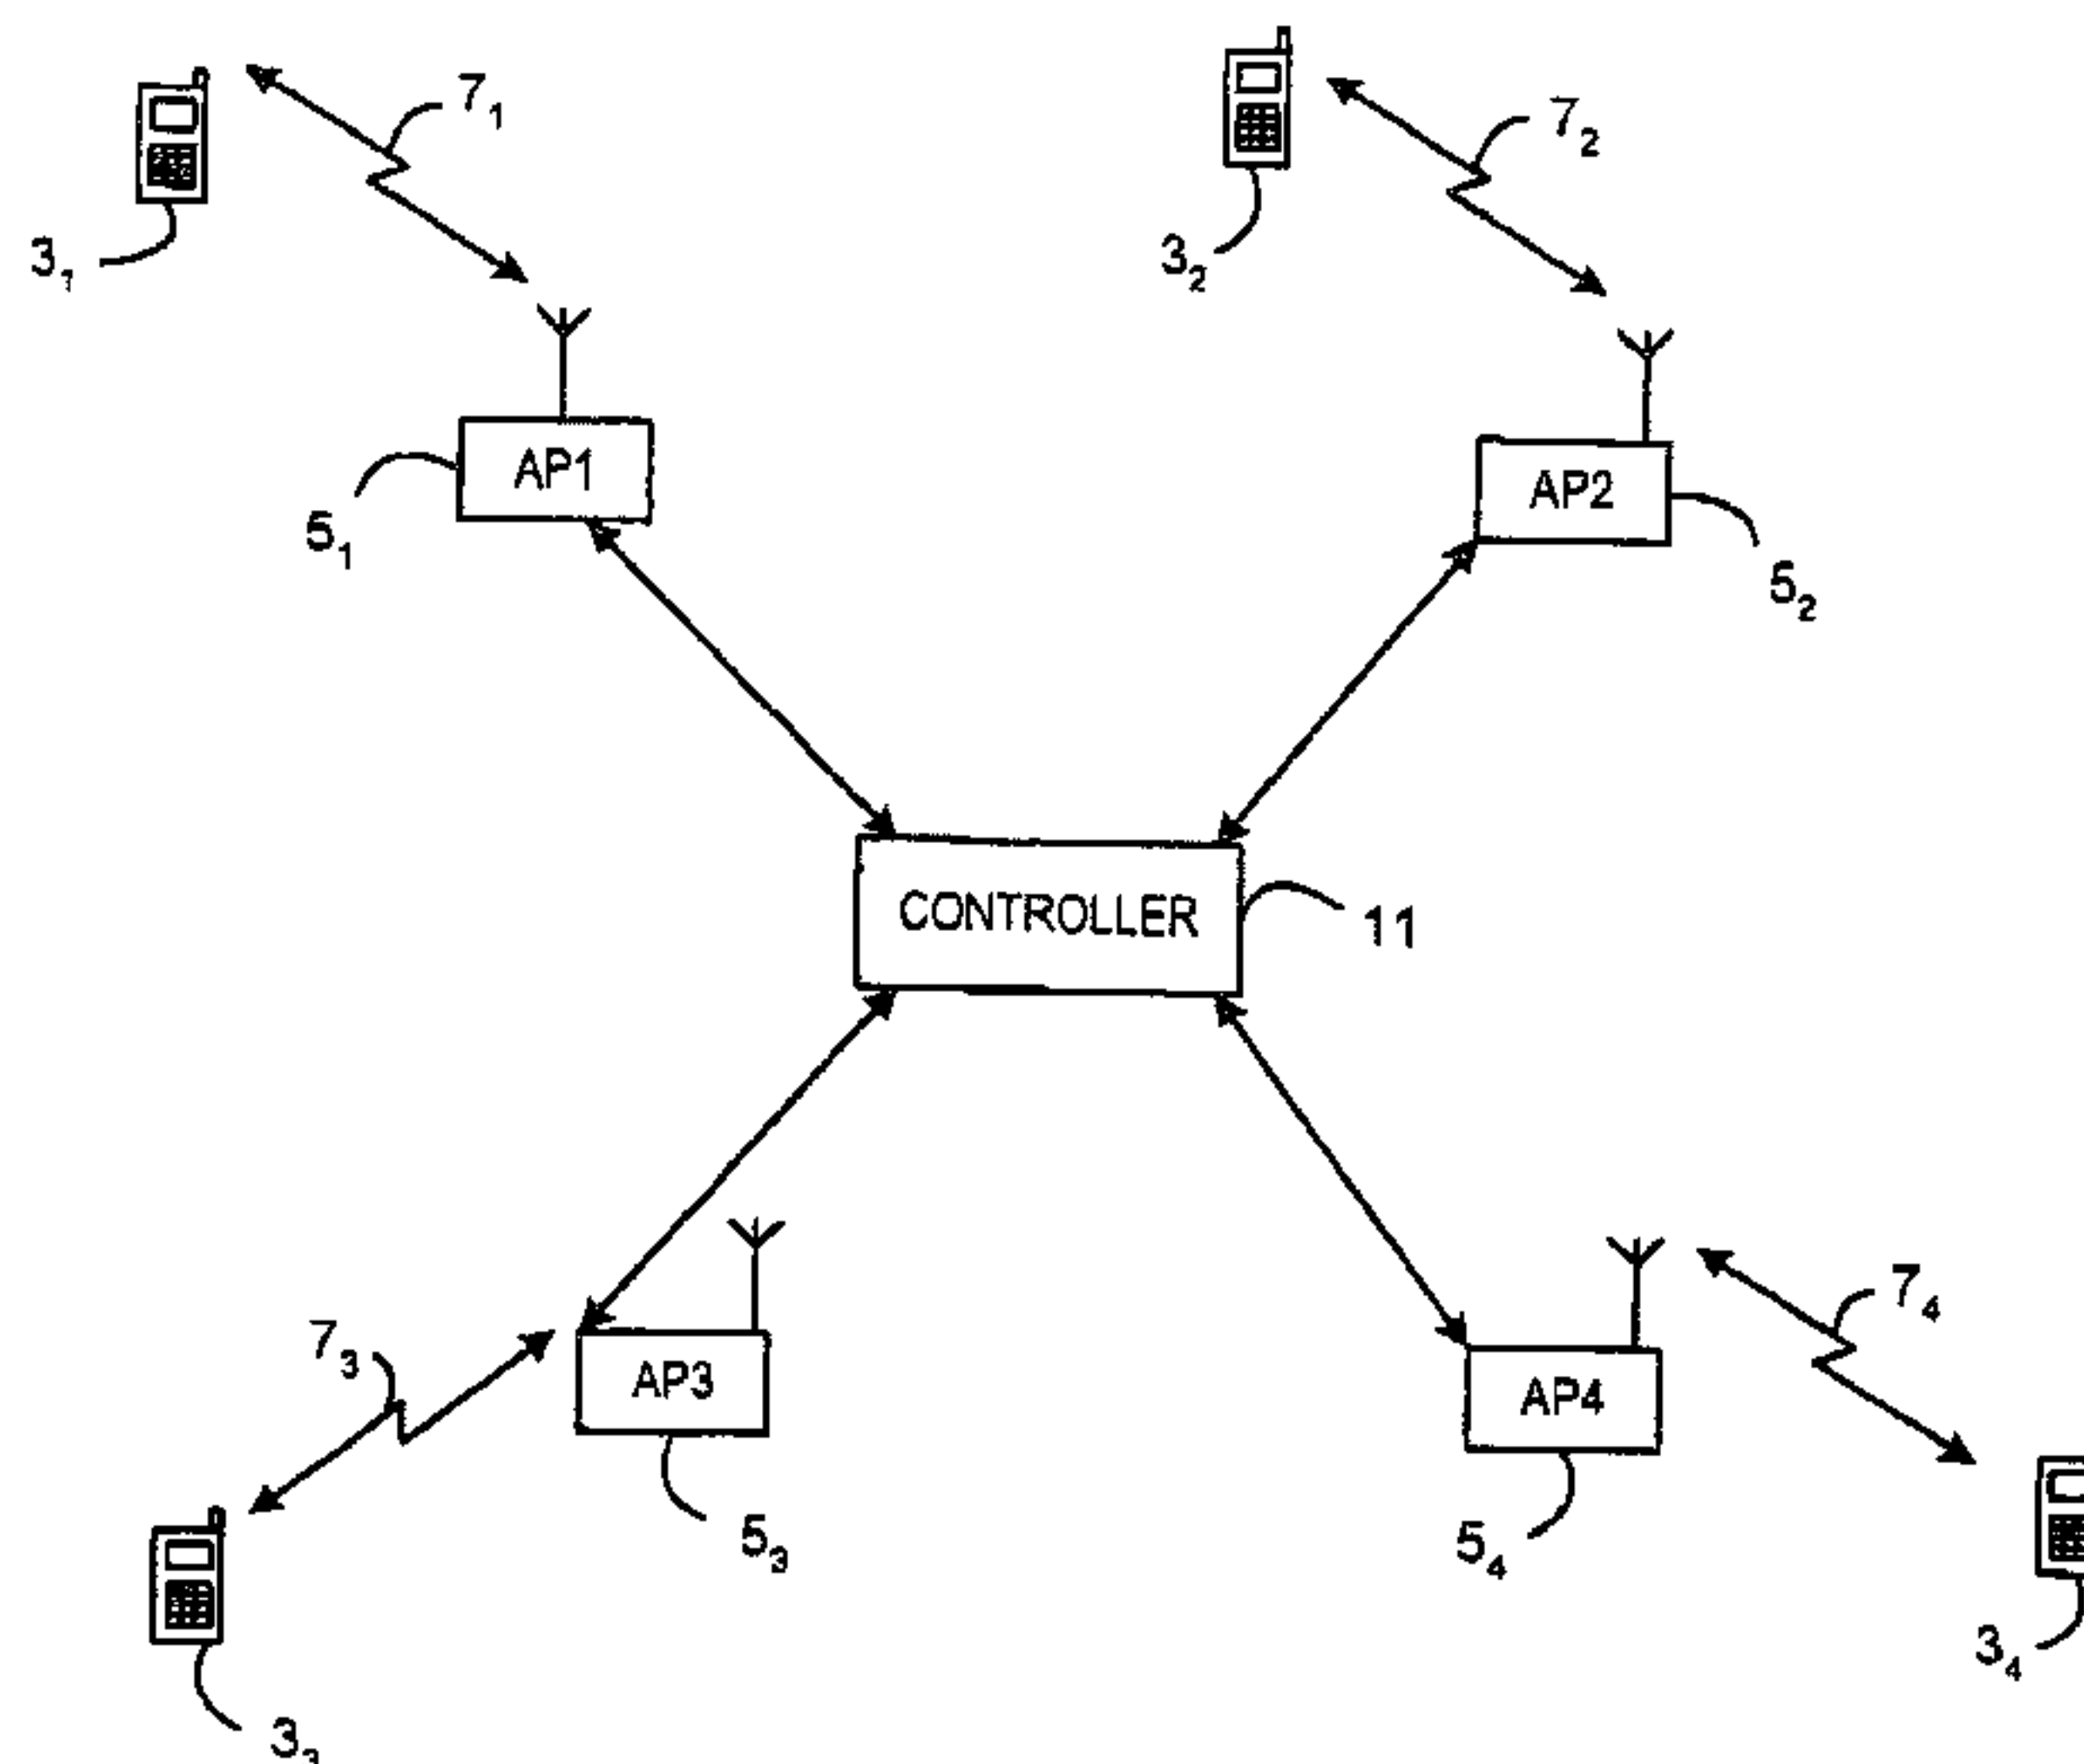 7₁
7₂
3₁
3₂
AP1
5₁
AP2
5₂
CONTROLLER
11
7₃
AP3
5₃
AP4
5₄
7₄
3₃
3₄